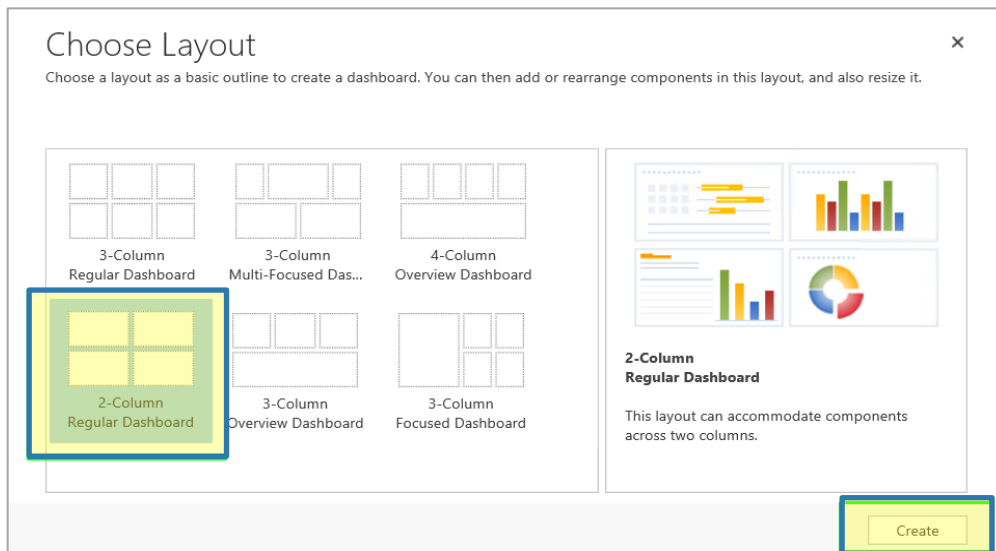 Choose Layout
Choose a layout as a basic outline to create a dashboard. You can then add or rearrange components in this layout, and also resize it.
3-Column
Regular Dashboard
3-Column
Multi-Focused Das...
4-Column
Overview Dashboard
2-Column
Regular Dashboard
3-Column
Overview Dashboard
3-Column
Focused Dashboard
2-Column
Regular Dashboard
This layout can accommodate components
across two columns.
Create